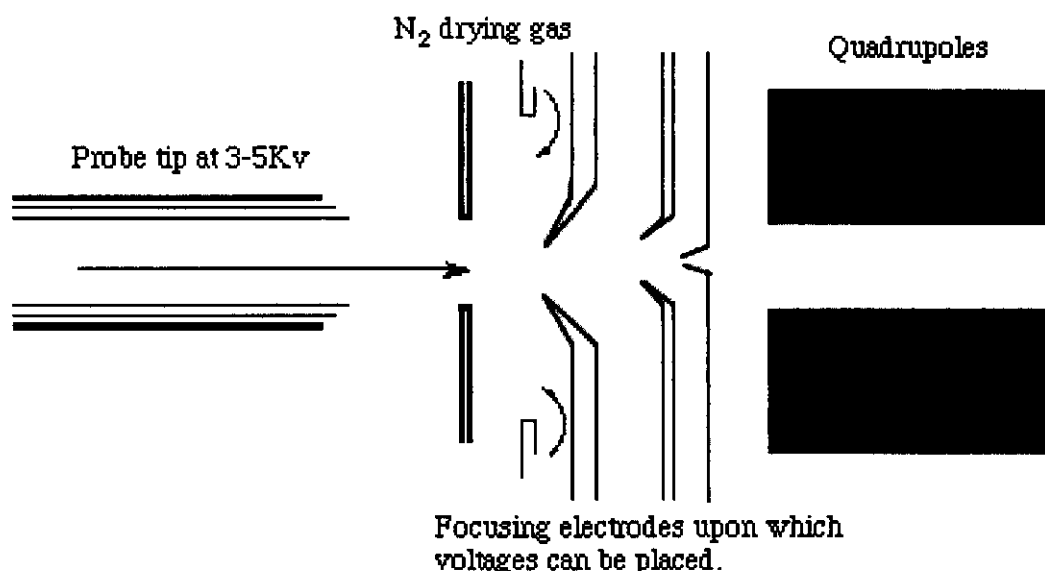 N₂ drying gas
Quadrupoles
Probe tip at 3-5Kv
Focusing electrodes upon which
voltages can be placed.